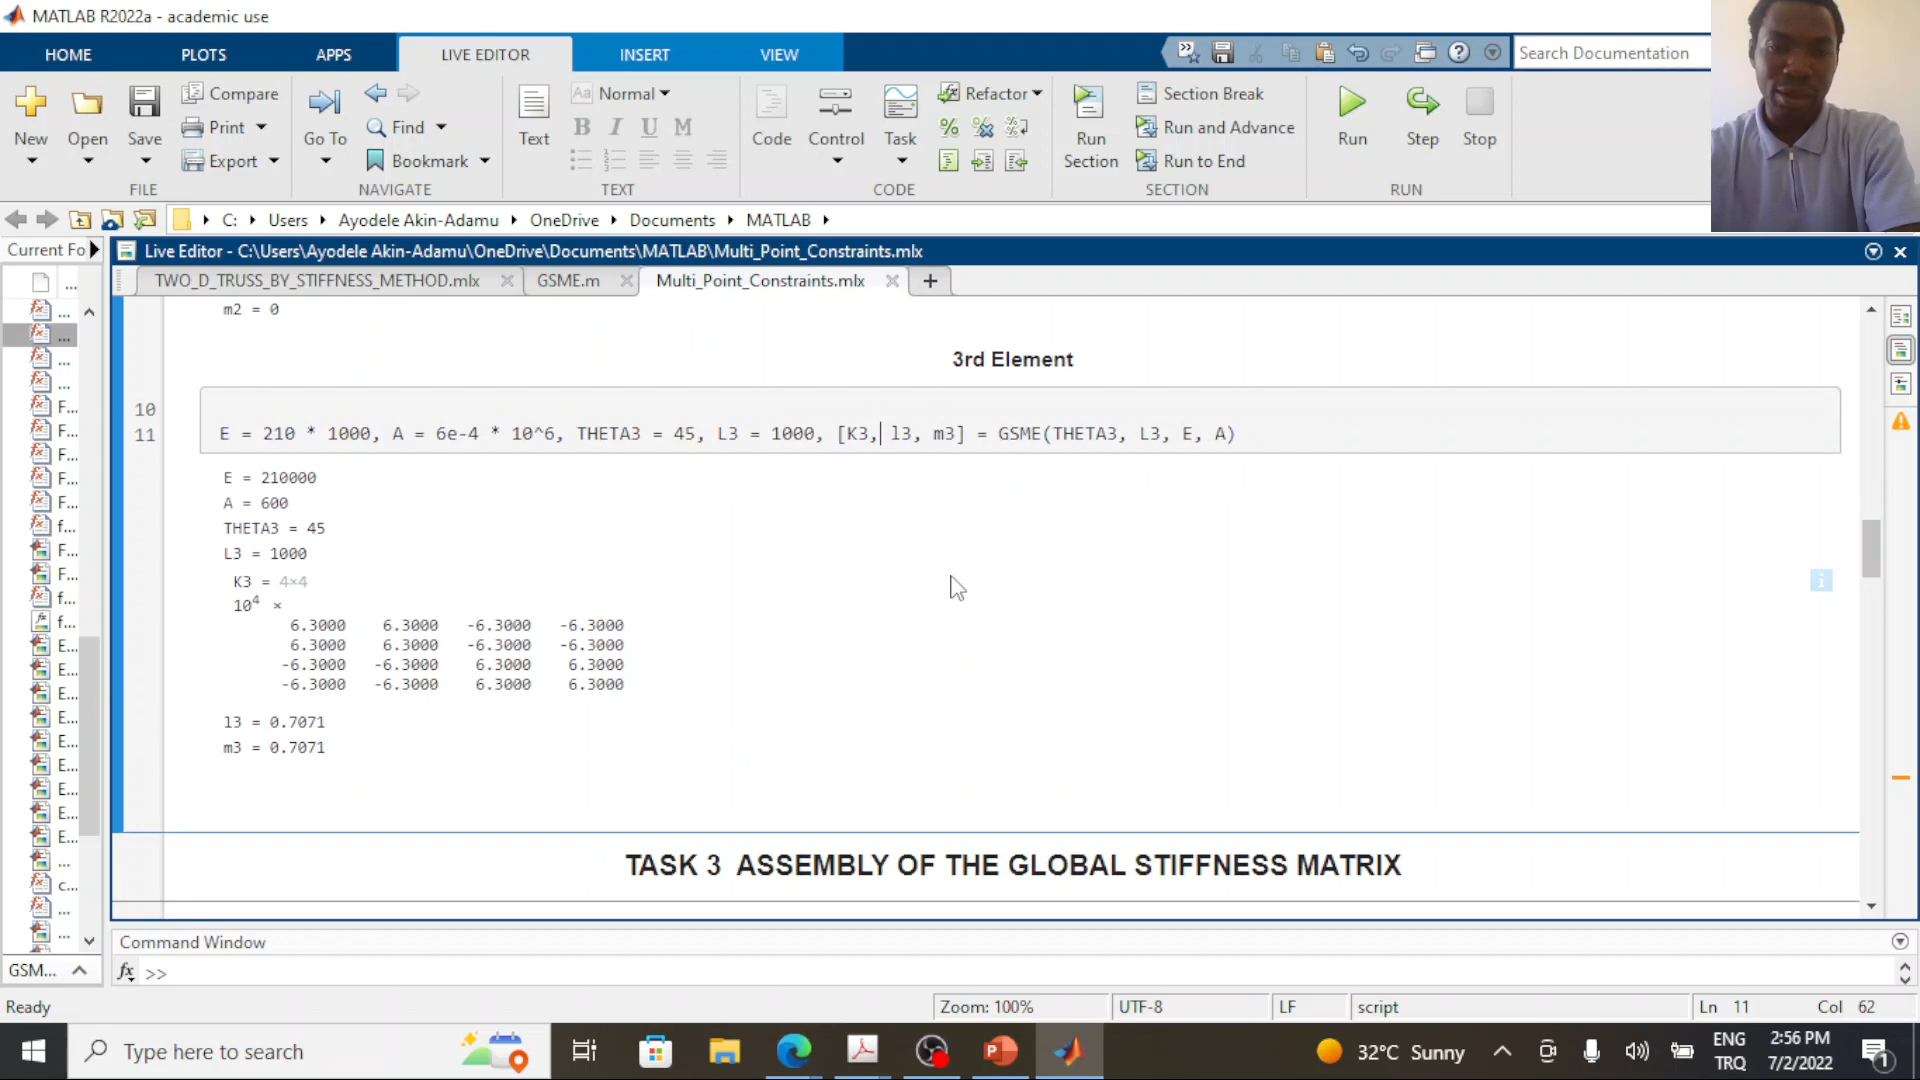 MATLAB R2022a - academic use
HOME
PLOTS
APPS
LIVE EDITOR
INSERT
VIEW
Search Documentation
New
Open
Save
Compare
Print
Export
FILE
Go To
Find
Bookmark
NAVIGATE
Text
Aa Normal
B I U M
TEXT
Code
Control
Task
Refactor
CODE
Run Section
Section Break
Run and Advance
Run to End
SECTION
Run
Step
Stop
RUN
C: Users Ayodele Akin-Adamu OneDrive Documents MATLAB
Current Fo
Live Editor - C:\Users\Ayodele Akin-Adamu\OneDrive\Documents\MATLAB\Multi_Point_Constraints.mlx
TWO_D_TRUSS_BY_STIFFNESS_METHOD.mlx
GSME.m
Multi_Point_Constraints.mlx
...
...
...
...
...
F...
F...
F...
F...
F...
f...
F...
F...
f...
f...
E...
E...
E...
E...
E...
E...
E...
E...
E...
...
c...
...
...
GSM...
m2 = 0
3rd Element
10
11
E = 210 * 1000, A = 6e-4 * 10^6, THETA3 = 45, L3 = 1000, [K3, l3, m3] = GSME(THETA3, L3, E, A)
E = 210000
A = 600
THETA3 = 45
L3 = 1000
K3 = 4×4
10⁴ ×
6.3000 6.3000 -6.3000 -6.3000
6.3000 6.3000 -6.3000 -6.3000
-6.3000 -6.3000 6.3000 6.3000
-6.3000 -6.3000 6.3000 6.3000
l3 = 0.7071
m3 = 0.7071
TASK 3 ASSEMBLY OF THE GLOBAL STIFFNESS MATRIX
Command Window
fx >>
Ready
Zoom: 100%
UTF-8
LF
script
Ln 11
Col 62
Type here to search
32°C Sunny
ENG
TRQ
2:56 PM
7/2/2022
1